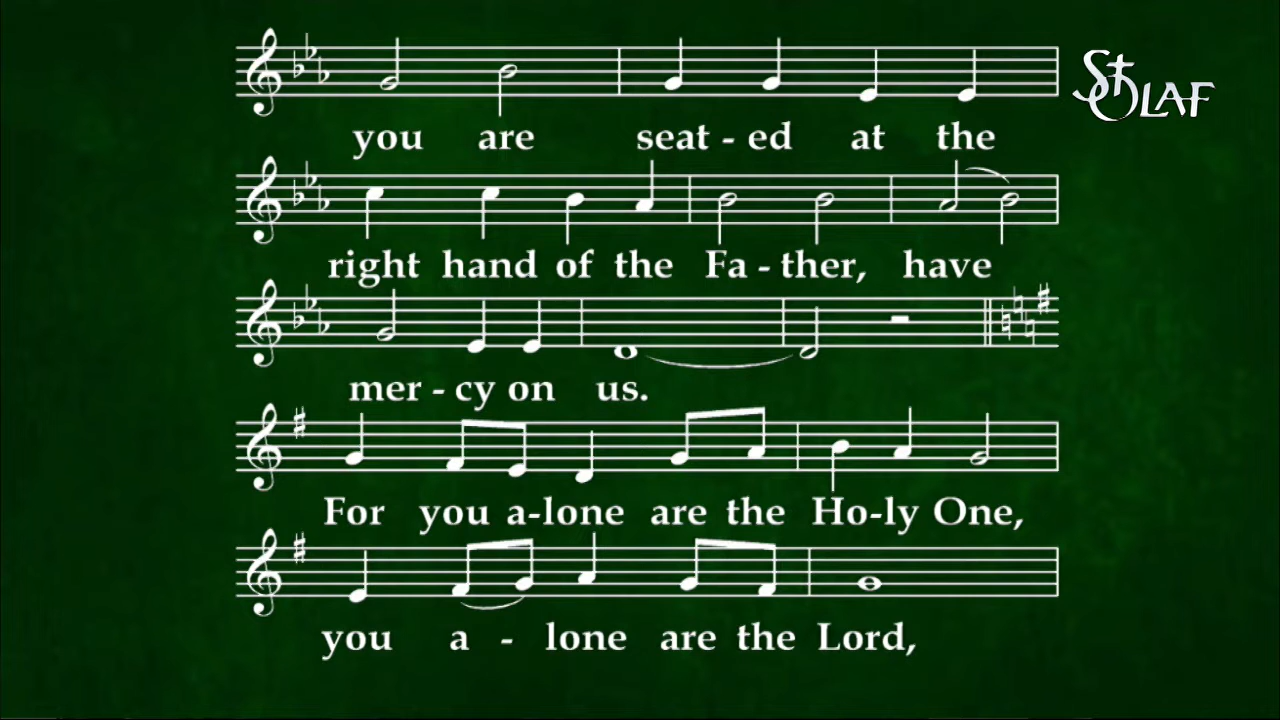 ST OLAF
you are seat - ed at the
right hand of the Fa - ther, have
mer - cy on us.
For you a-lone are the Ho-ly One,
you a - lone are the Lord,